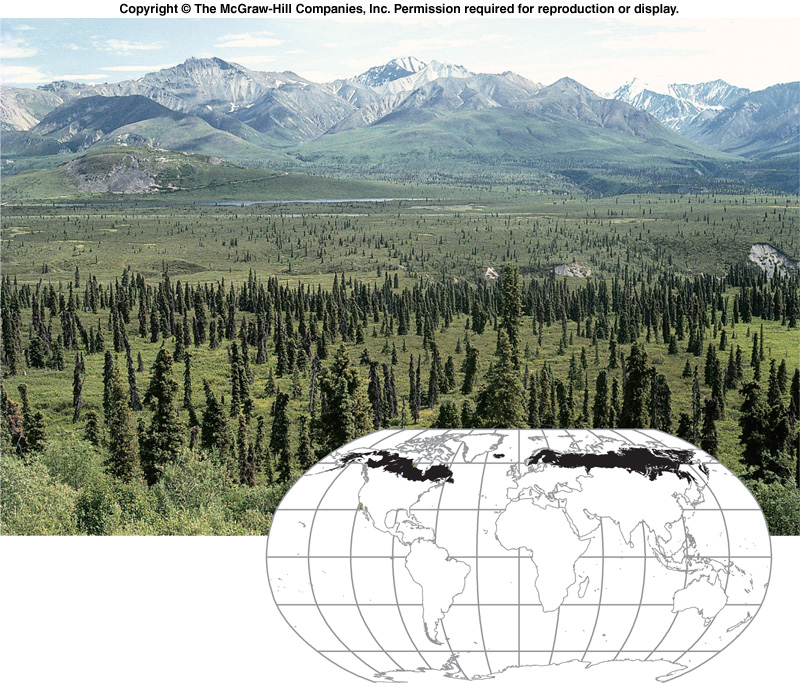 Copyright © The McGraw-Hill Companies, Inc. Permission required for reproduction or display.